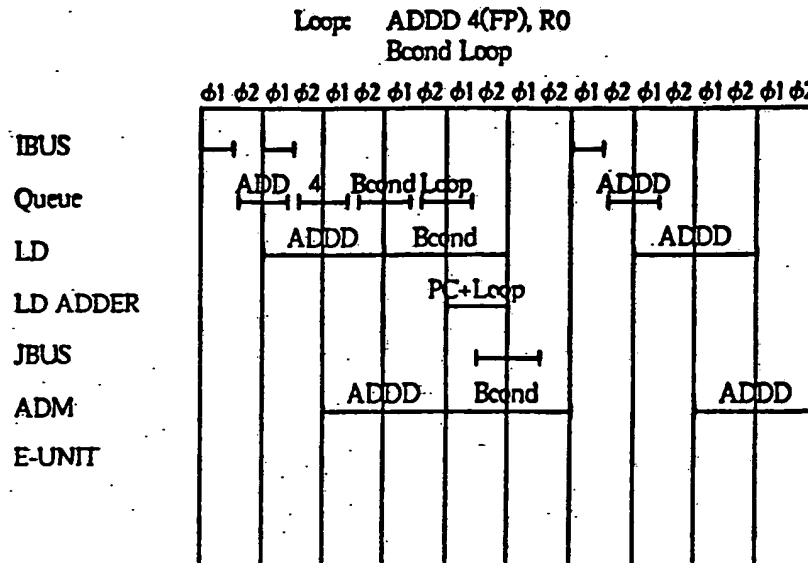 Loop: ADDD 4(FP), R0
Bcond Loop
ϕ1 ϕ2 ϕ1 ϕ2 ϕ1 ϕ2 ϕ1 ϕ2 ϕ1 ϕ2 ϕ1 ϕ2 ϕ1 ϕ2 ϕ1 ϕ2 ϕ1 ϕ2 ϕ1 ϕ2
IBUS
Queue ADD 4 Bcond Loop ADDD
LD ADDD Bcond ADDD
LD ADDER PC+Loop
JBUS
ADM ADDD Bcond ADDD
E-UNIT